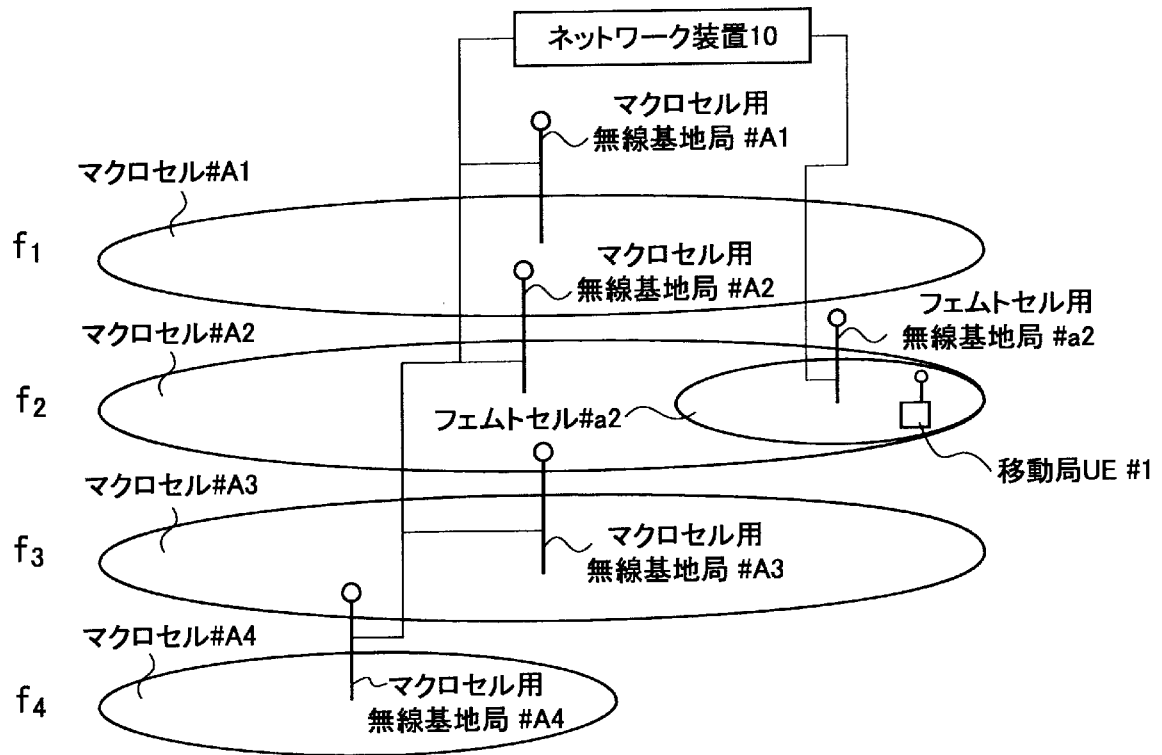 ネットワーク装置10
マクロセル用
無線基地局 #A1
マクロセル#A1
f1
マクロセル用
無線基地局 #A2
フェムトセル用
無線基地局 #a2
マクロセル#A2
f2
フェムトセル#a2
移動局UE #1
マクロセル#A3
f3
マクロセル用
無線基地局 #A3
マクロセル#A4
f4
マクロセル用
無線基地局 #A4